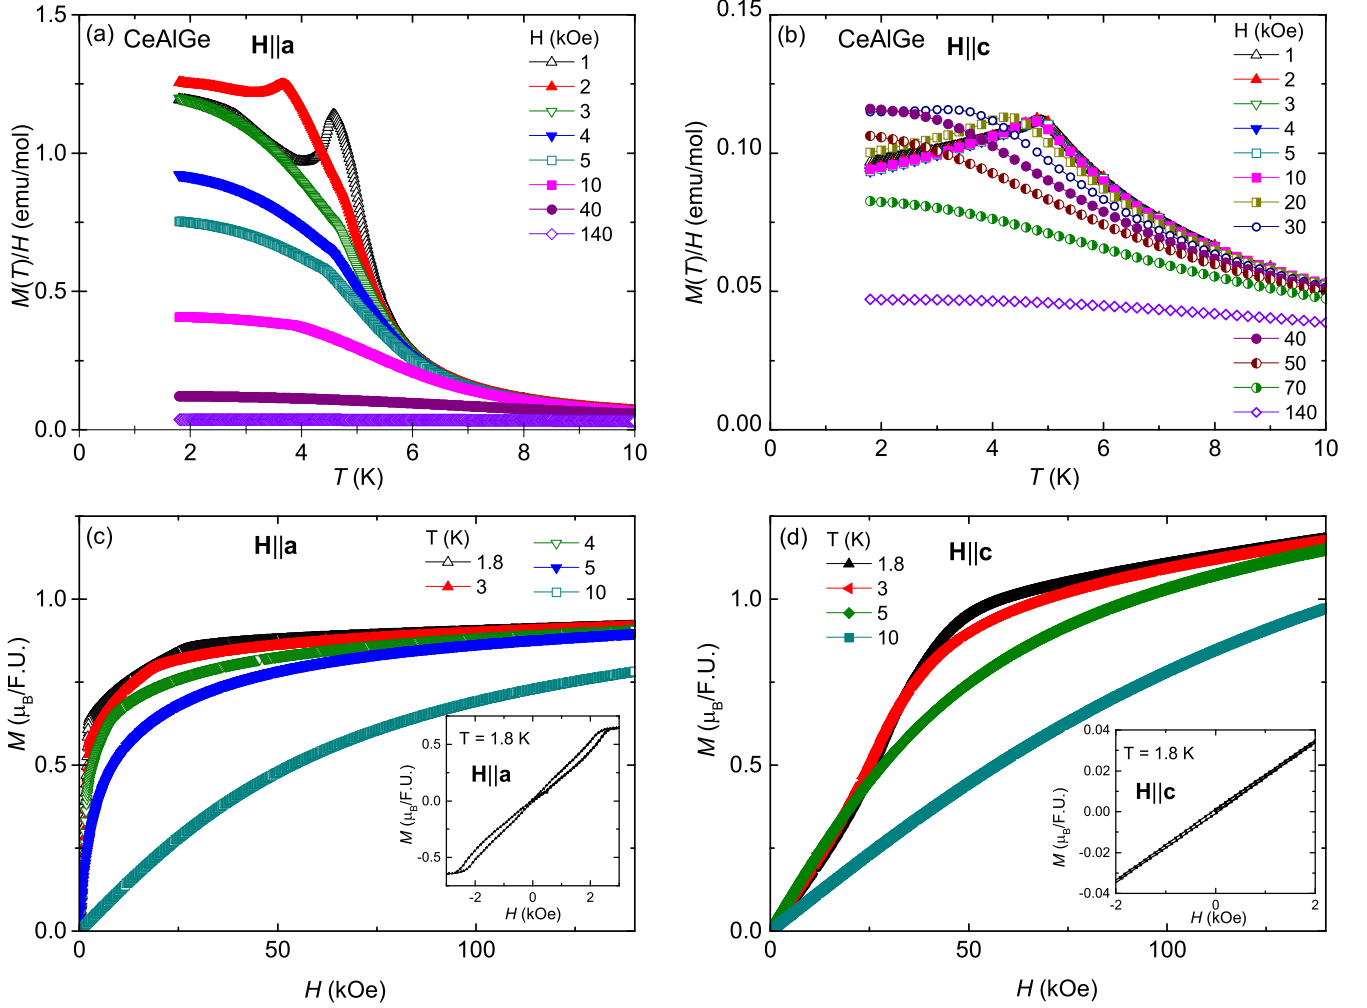 (a) CeAlGe H||a
H (kOe)
1
2
3
4
5
10
40
140
M(T)/H (emu/mol)
1.5
1.0
0.5
0.0
0 2 4 6 8 10
T (K)
(b) CeAlGe H||c
H (kOe)
1
2
3
4
5
10
20
30
40
50
70
140
M(T)/H (emu/mol)
0.15
0.10
0.05
0.00
0 2 4 6 8 10
T (K)
(c) H||a
T (K)
1.8
3
4
5
10
M (μB/F.U.)
1.0
0.5
0.0
0 50 100
H (kOe)
T = 1.8 K
H||a
M (μB/F.U.)
0.5
0.0
-0.5
-2 0 2
H (kOe)
(d) H||c
T (K)
1.8
3
5
10
M (μB/F.U.)
1.0
0.5
0.0
0 50 100
H (kOe)
T = 1.8 K
H||c
M (μB/F.U.)
0.04
0.02
0.00
-0.02
-0.04
-2 0 2
H (kOe)